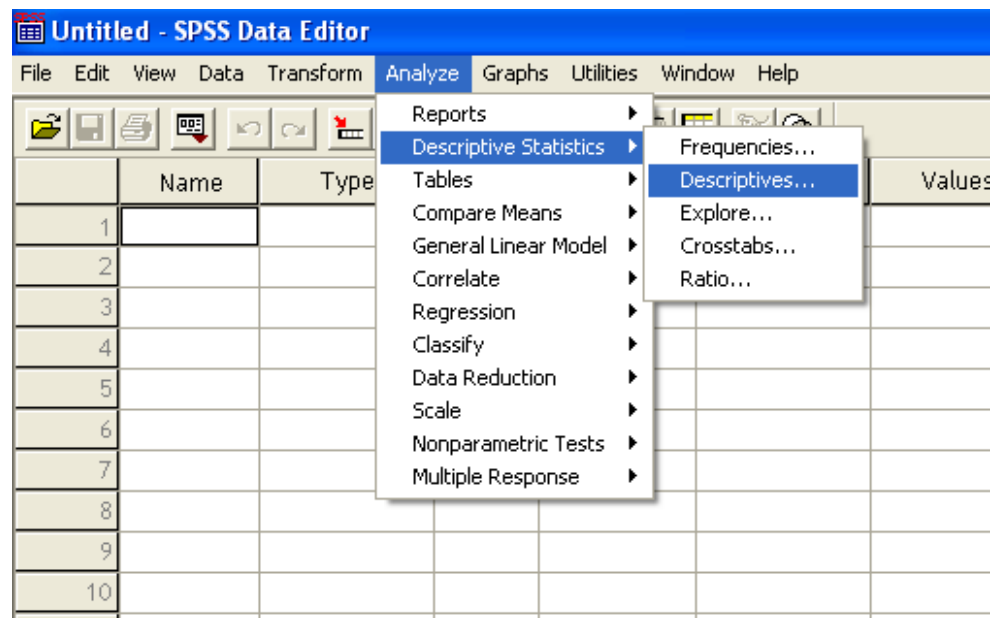 Untitled - SPSS Data Editor
File Edit View Data Transform Analyze Graphs Utilities Window Help
Reports
Descriptive Statistics
Tables
Compare Means
General Linear Model
Correlate
Regression
Classify
Data Reduction
Scale
Nonparametric Tests
Multiple Response
Frequencies...
Descriptives...
Explore...
Crosstabs...
Ratio...
Name Type Values
1
2
3
4
5
6
7
8
9
10